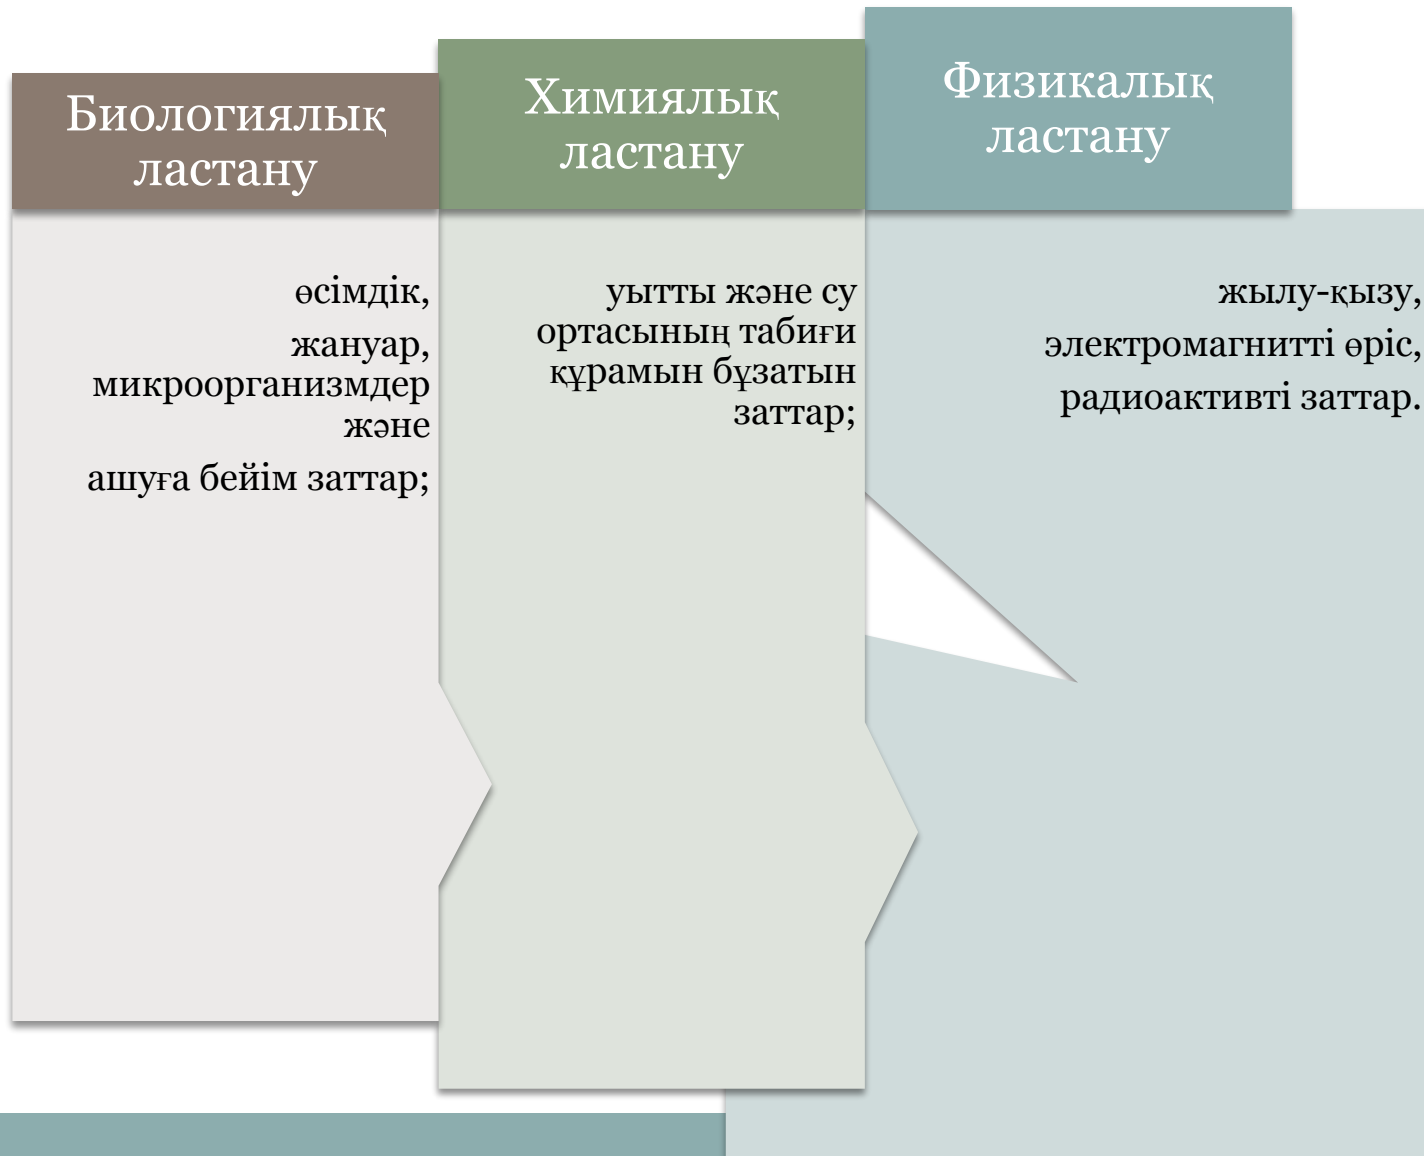 Биологиялық
ластану
өсімдік,
жануар,
микроорганизмдер
және
ашуға бейім заттар;
Химиялық
ластану
уытты және су
ортасының табиғи
құрамын бұзатын
заттар;
Физикалық
ластану
жылу-қызу,
электромагнитті өріс,
радиоактивті заттар.